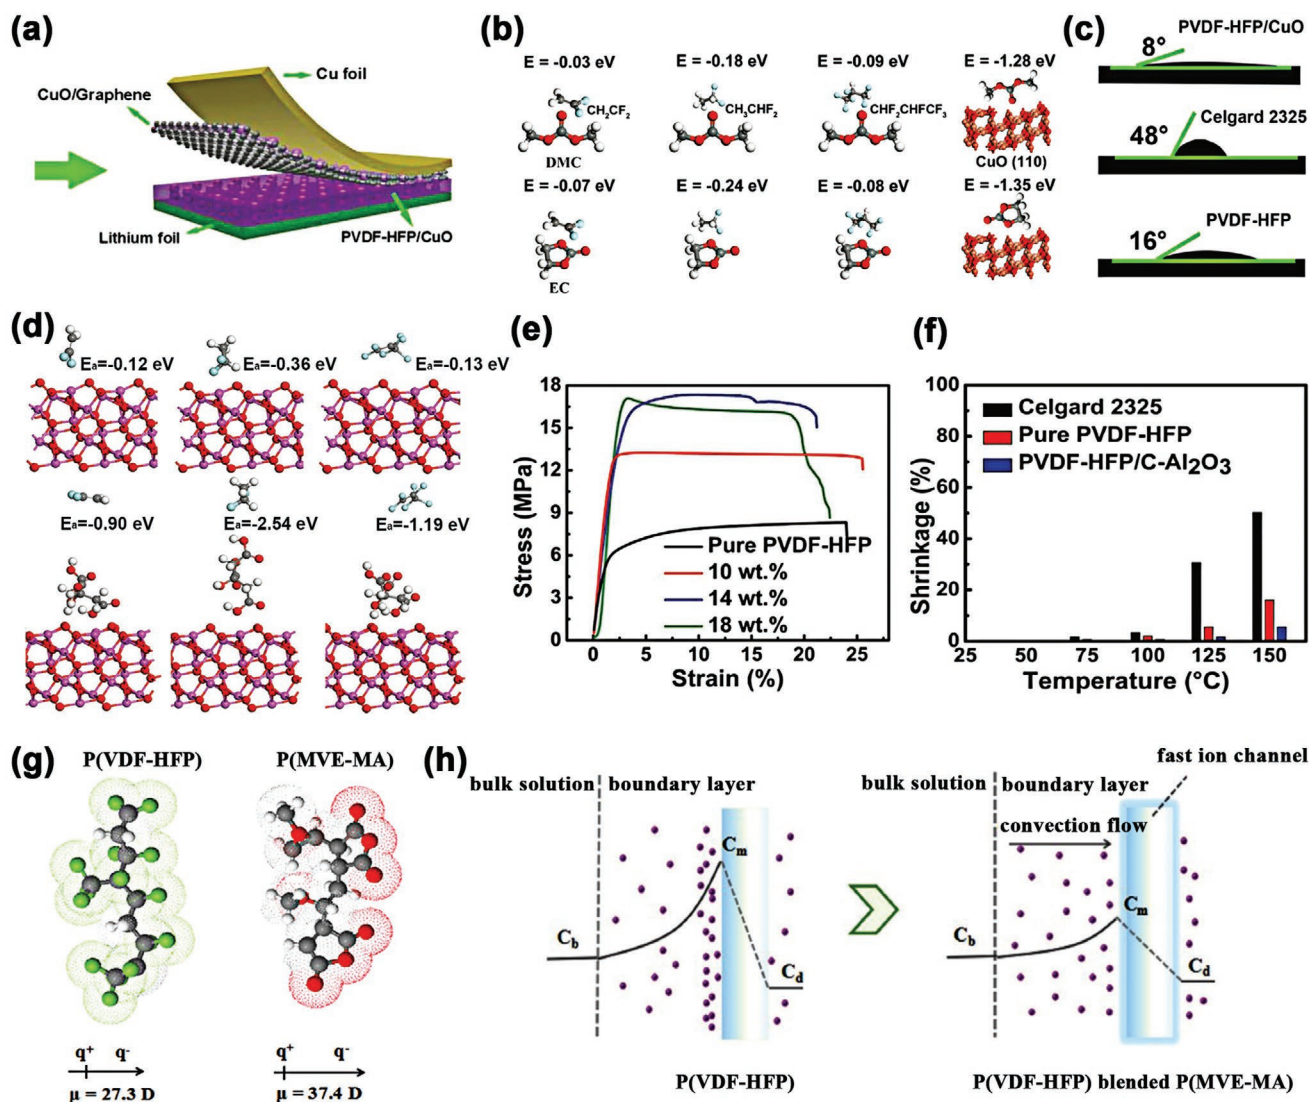 (a)
Cu foil
CuO/Graphene
Lithium foil
PVDF-HFP/CuO
(b)
E = -0.03 eV
E = -0.18 eV
E = -0.09 eV
E = -1.28 eV
CH₂CF₂
CH₃CHF₂
CHF₂CHFCF₃
DMC
CuO (110)
E = -0.07 eV
E = -0.24 eV
E = -0.08 eV
E = -1.35 eV
EC
(c)
PVDF-HFP/CuO
8°
Celgard 2325
48°
PVDF-HFP
16°
(d)
Eₐ=-0.12 eV
Eₐ=-0.36 eV
Eₐ=-0.13 eV
Eₐ=-0.90 eV
Eₐ=-2.54 eV
Eₐ=-1.19 eV
(e)
18
15
12
9
6
3
0
Stress (MPa)
Pure PVDF-HFP
10 wt.%
14 wt.%
18 wt.%
0 5 10 15 20 25
Strain (%)
(f)
100
80
60
40
20
0
Shrinkage (%)
Celgard 2325
Pure PVDF-HFP
PVDF-HFP/C-Al₂O₃
25 50 75 100 125 150
Temperature (°C)
(g)
P(VDF-HFP)
P(MVE-MA)
q⁺ q⁻
μ = 27.3 D
q⁺ q⁻
μ = 37.4 D
(h)
bulk solution
boundary layer
Cₘ
C_b
C_d
P(VDF-HFP)
fast ion channel
bulk solution
boundary layer
convection flow
Cₘ
C_b
C_d
P(VDF-HFP) blended P(MVE-MA)